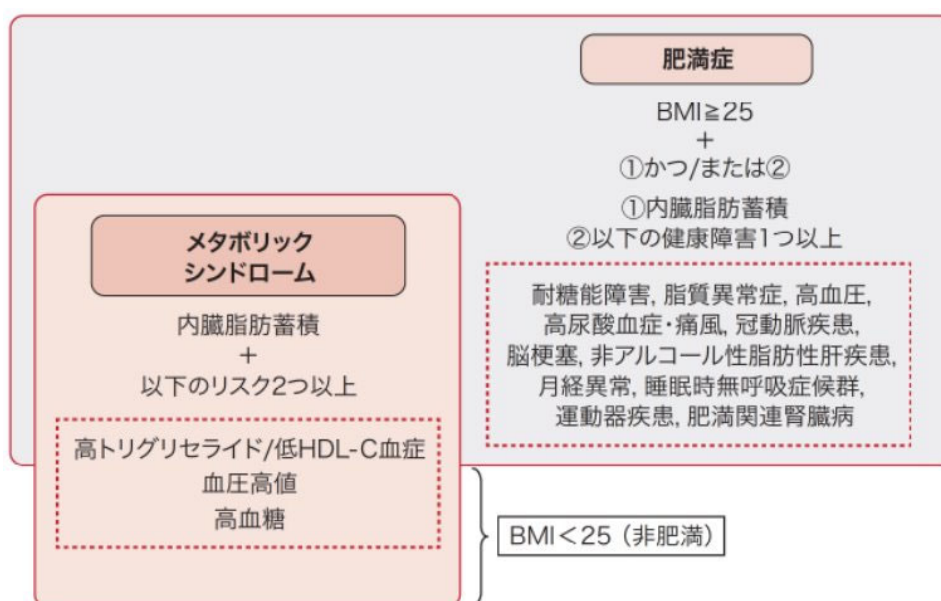 肥満症
BMI≧25
+
①かつ/または②
①内臓脂肪蓄積
②以下の健康障害1つ以上
耐糖能障害, 脂質異常症, 高血圧,
高尿酸血症・痛風, 冠動脈疾患,
脳梗塞, 非アルコール性脂肪性肝疾患,
月経異常, 睡眠時無呼吸症候群,
運動器疾患, 肥満関連腎臓病
メタボリック
シンドローム
内臓脂肪蓄積
+
以下のリスク2つ以上
高トリグリセライド/低HDL-C血症
血圧高値
高血糖
BMI<25 (非肥満)